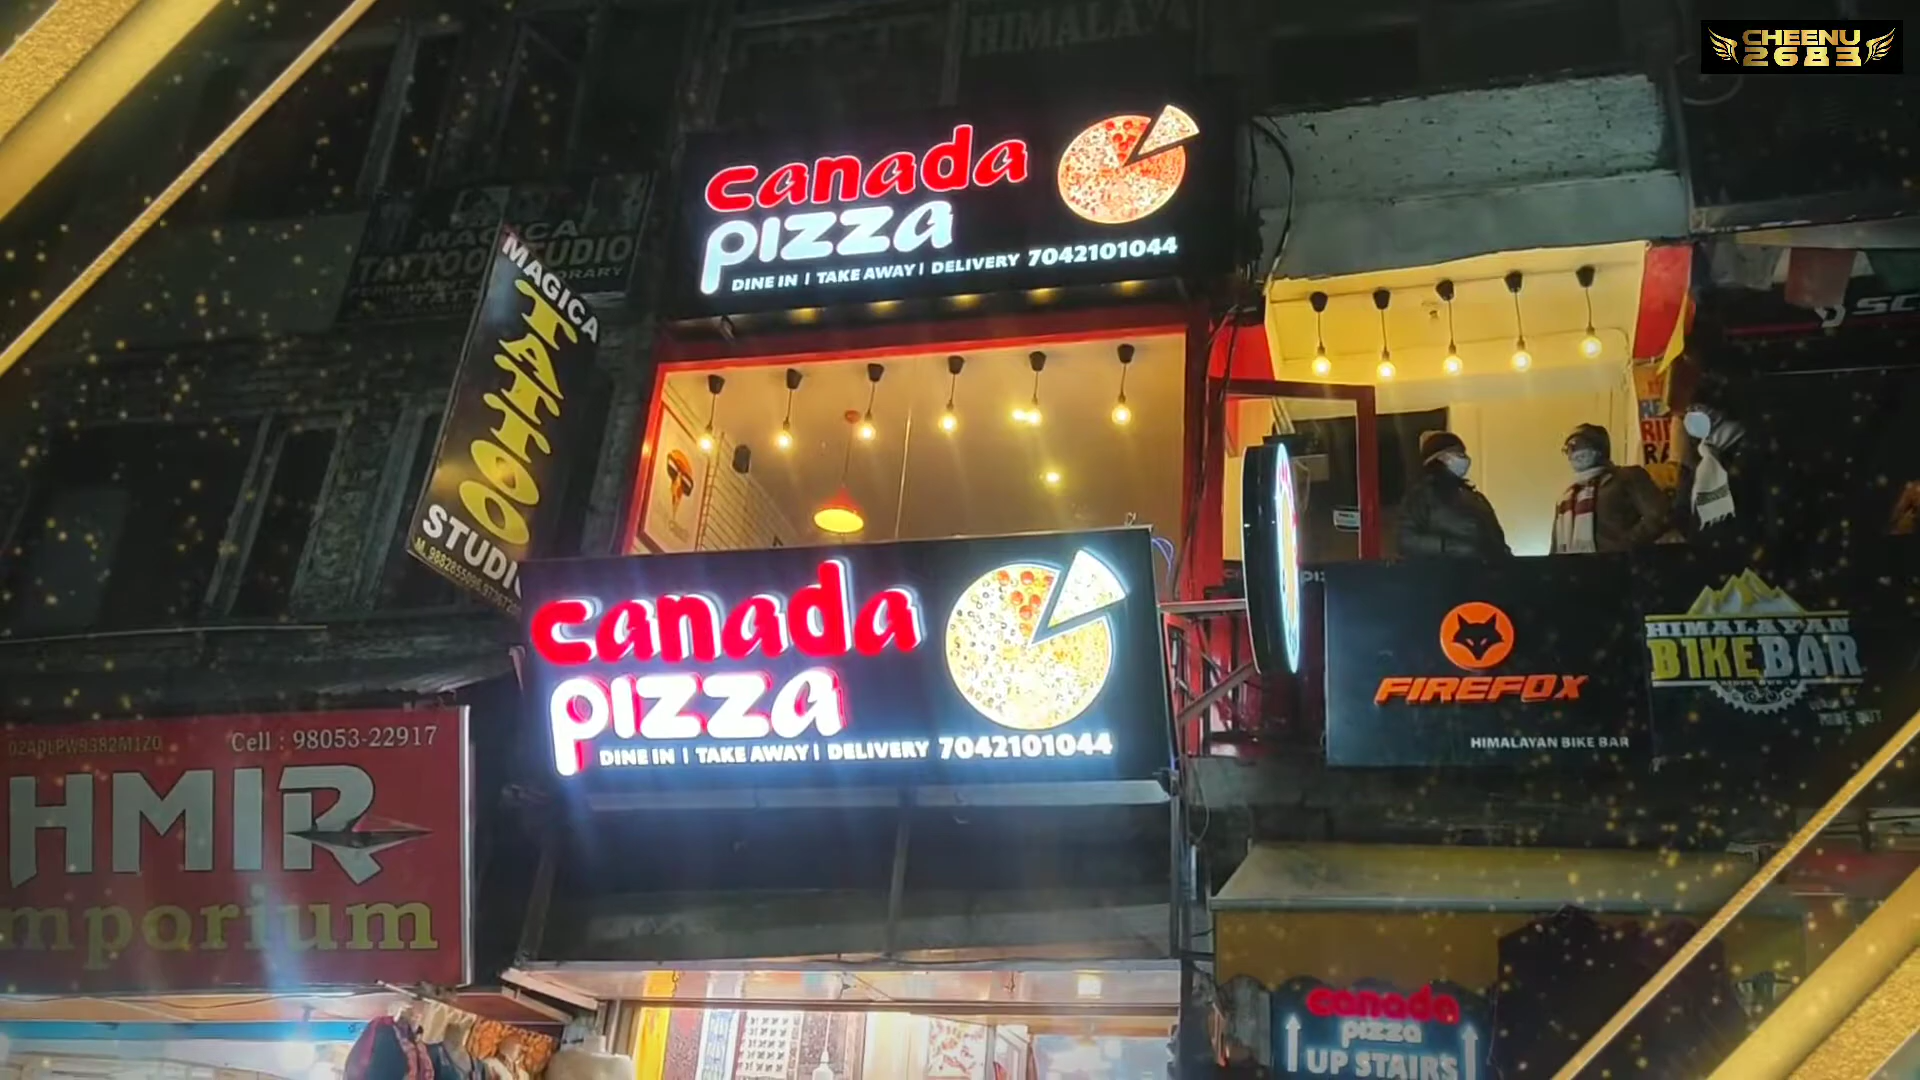 CHEENU
2683
HIMALAYA
canada
pizza
DINE IN | TAKE AWAY | DELIVERY 7042101044
MAGICA
TATTOO STUDIO
MAGICA
TATTOO
STUDIO
canada
pizza
DINE IN | TAKE AWAY | DELIVERY 7042101044
FIREFOX
HIMALAYAN BIKE BAR
HIMALAYAN
BIKEBAR
Cell : 98053-22917
HMIR
mporium
canada
pizza
UP STAIRS